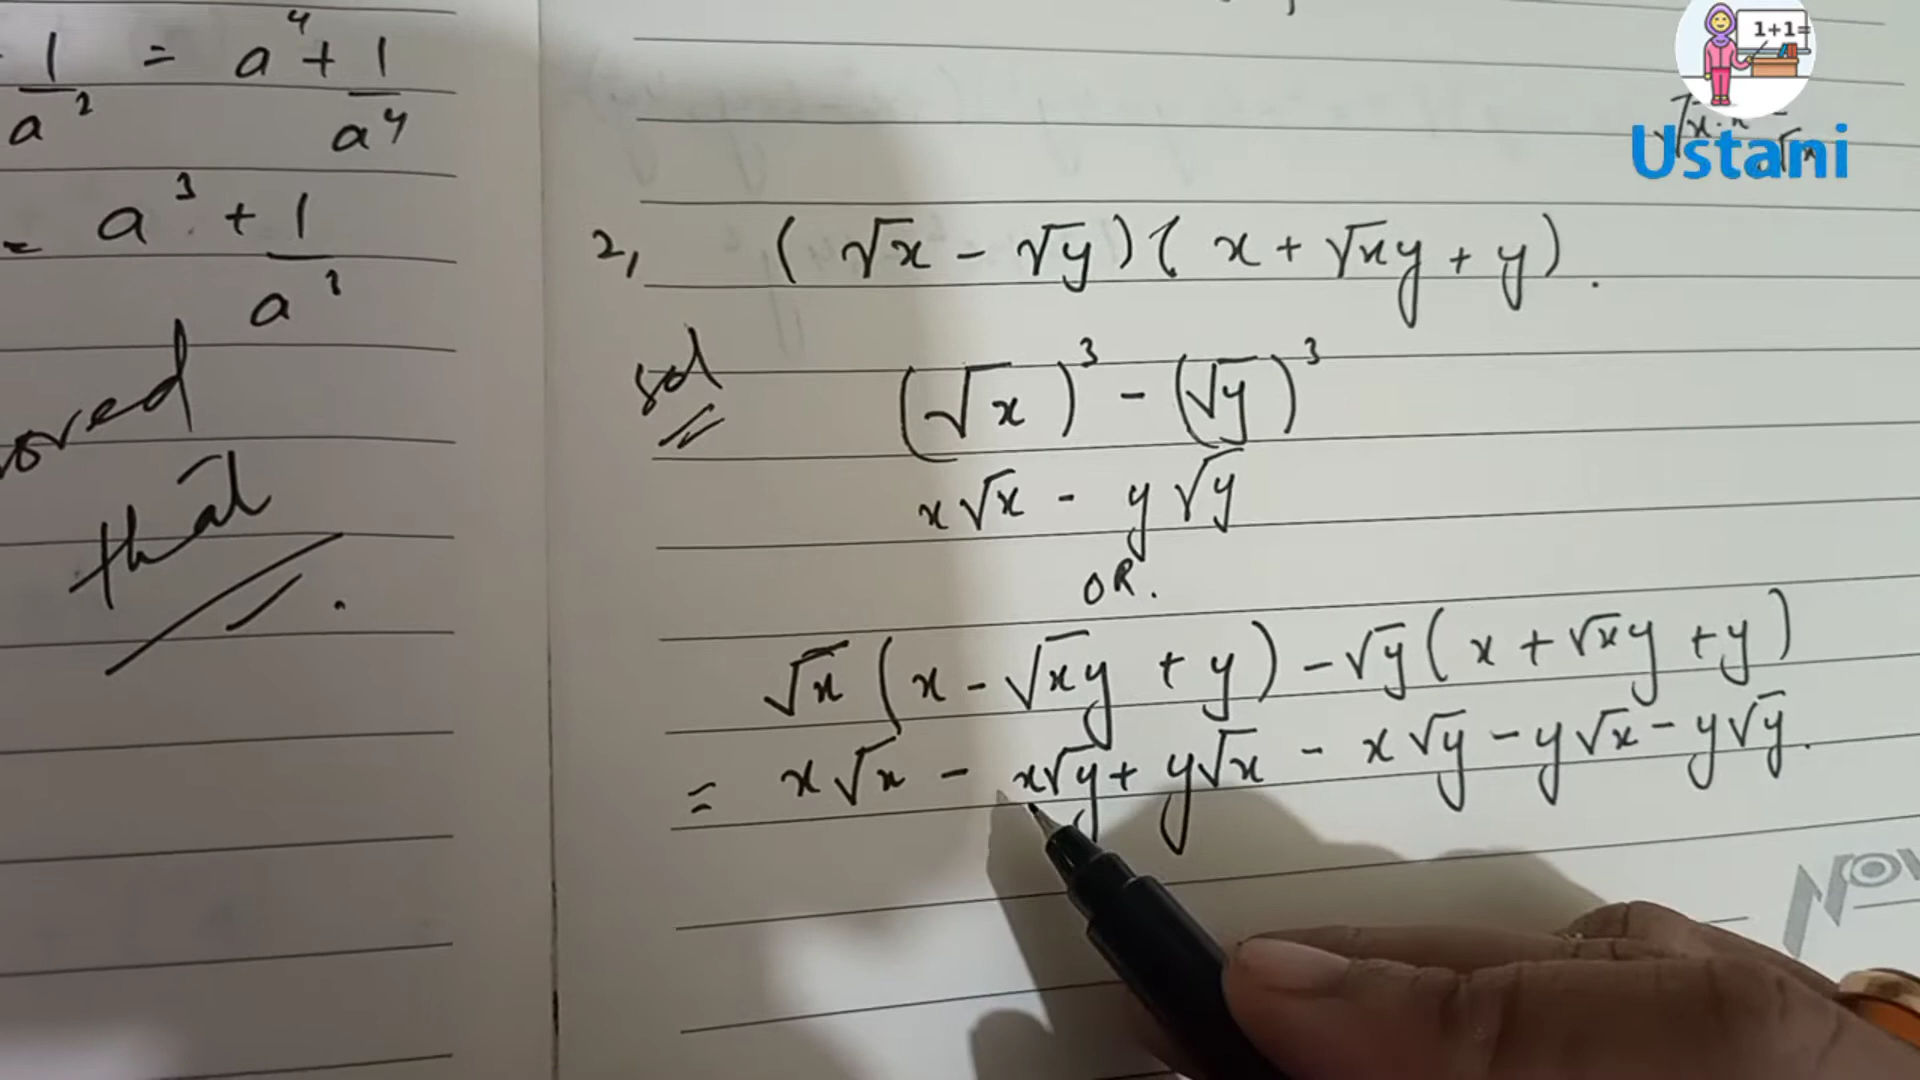 1/a² = a⁴ + 1/a⁴
= a³ + 1/a³
that
1+1=
Ustani
2, (√x - √y)(x + √xy + y).
sol
(√x)³ - (√y)³
x√x - y√y
OR.
√x(x - √xy + y) - √y(x + √xy + y)
= x√x - x√y + y√x - x√y - y√x - y√y.